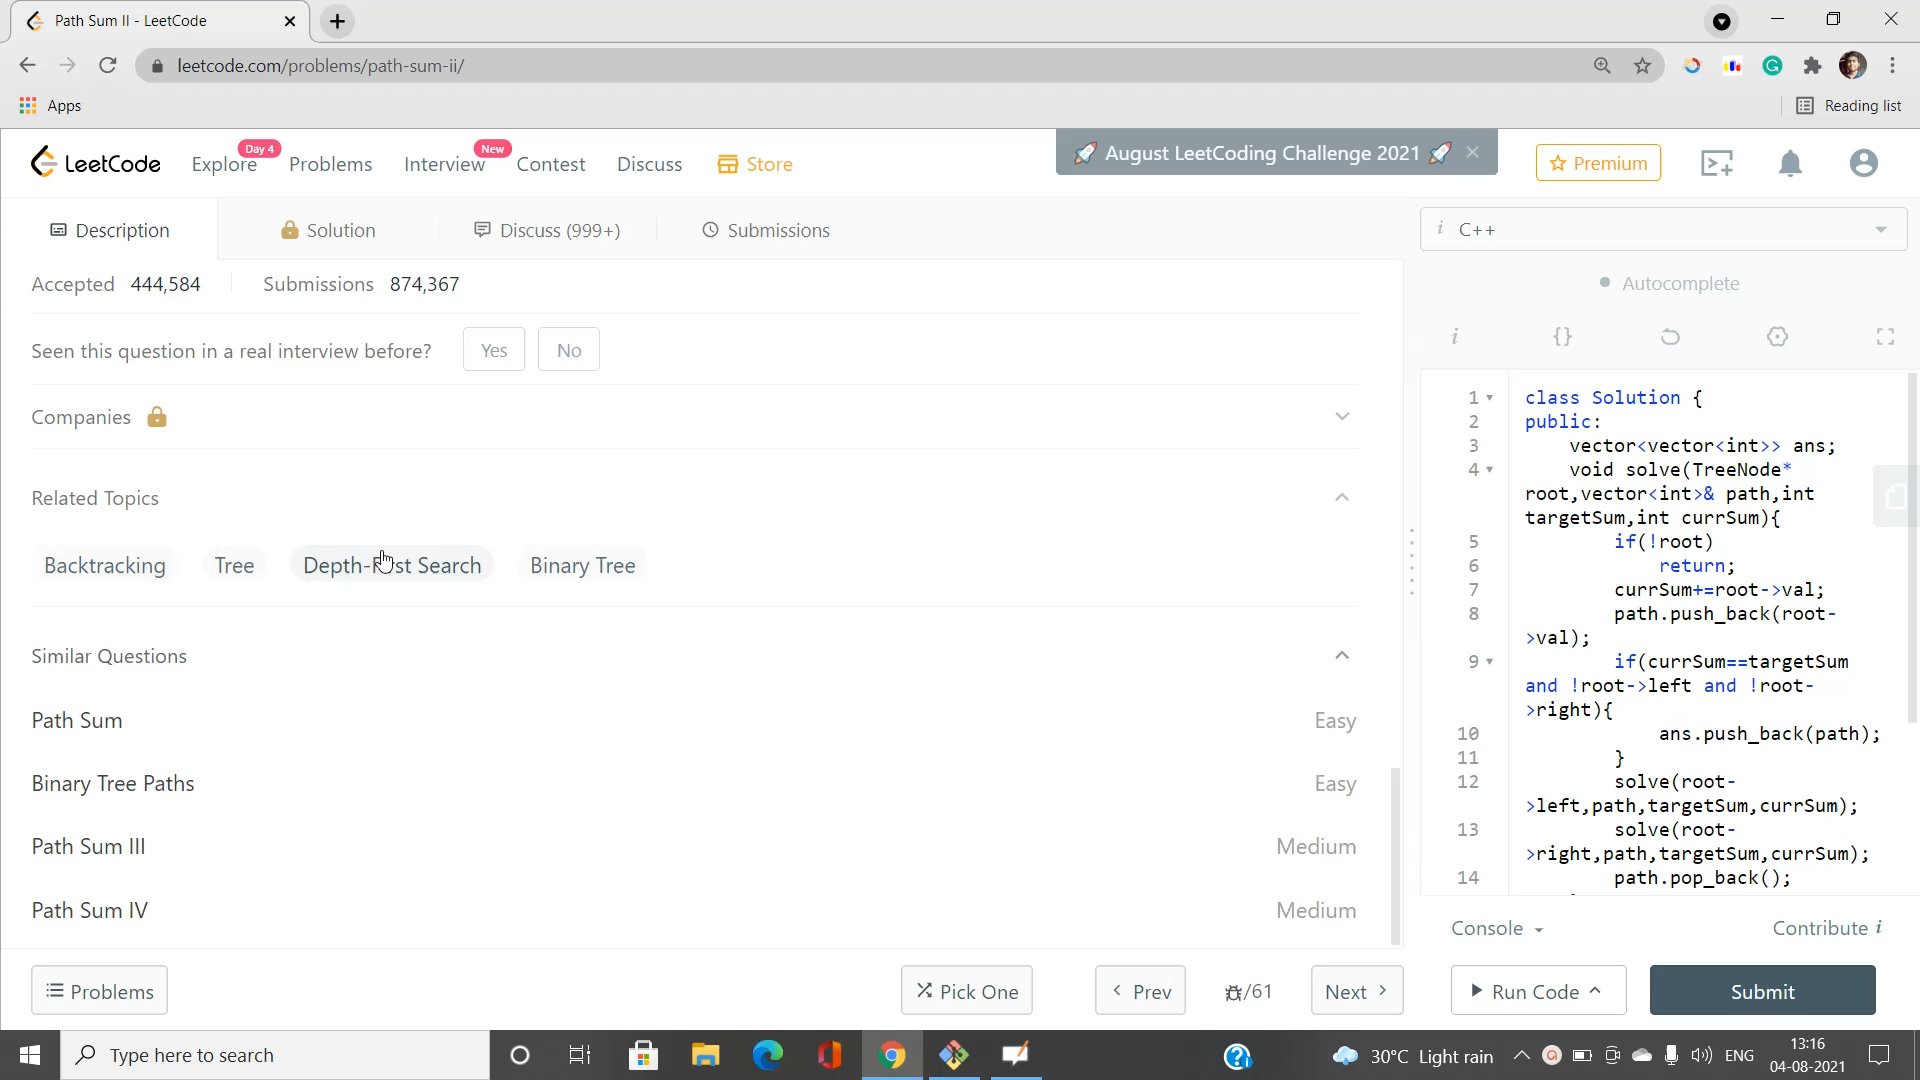 Path Sum II - LeetCode
leetcode.com/problems/path-sum-ii/
Apps
Reading list
LeetCode
Explore
Day 4
Problems
Interview
New
Contest
Discuss
Store
August LeetCoding Challenge 2021
Premium
Description
Solution
Discuss (999+)
Submissions
Accepted 444,584
Submissions 874,367
Seen this question in a real interview before?
Yes
No
Companies
Related Topics
Backtracking
Tree
Depth-First Search
Binary Tree
Similar Questions
Path Sum
Easy
Binary Tree Paths
Easy
Path Sum III
Medium
Path Sum IV
Medium
Problems
Pick One
Prev
/61
Next
i C++
Autocomplete
i
{}
1 class Solution {
2 public:
3 vector<vector<int>> ans;
4 void solve(TreeNode*
root,vector<int>& path,int
targetSum,int currSum){
5 if(!root)
6 return;
7 currSum+=root->val;
8 path.push_back(root-
>val);
9 if(currSum==targetSum
and !root->left and !root-
>right){
10 ans.push_back(path);
11 }
12 solve(root-
>left,path,targetSum,currSum);
13 solve(root-
>right,path,targetSum,currSum);
14 path.pop_back();
Console
Contribute i
Run Code
Submit
Type here to search
30°C Light rain
ENG
13:16
04-08-2021